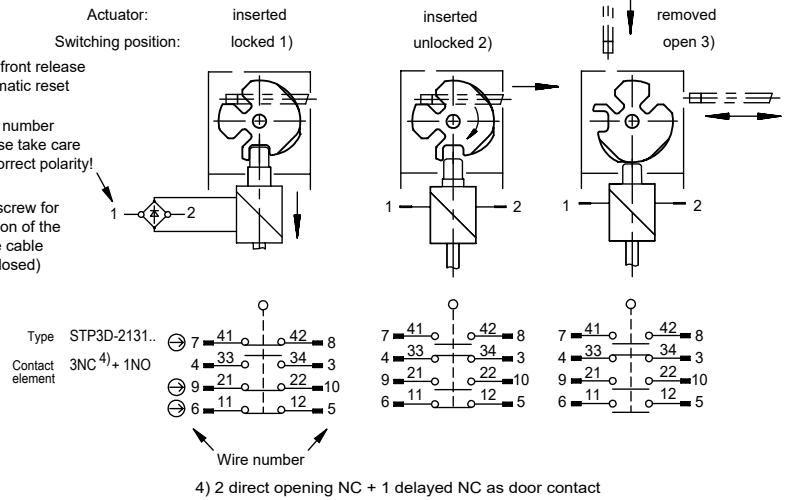 Actuator: inserted inserted removed
Switching position: locked 1) unlocked 2) open 3)
front release
matic reset
number
se take care
orrect polarity!
1 2
screw for
on of the
e cable
losed)
1 2
1 2
Type STP3D-2131..
Contact element 3NC 4) + 1NO
7 41 42 8
4 33 34 3
9 21 22 10
6 11 12 5
7 41 42 8
4 33 34 3
9 21 22 10
6 11 12 5
7 41 42 8
4 33 34 3
9 21 22 10
6 11 12 5
Wire number
4) 2 direct opening NC + 1 delayed NC as door contact